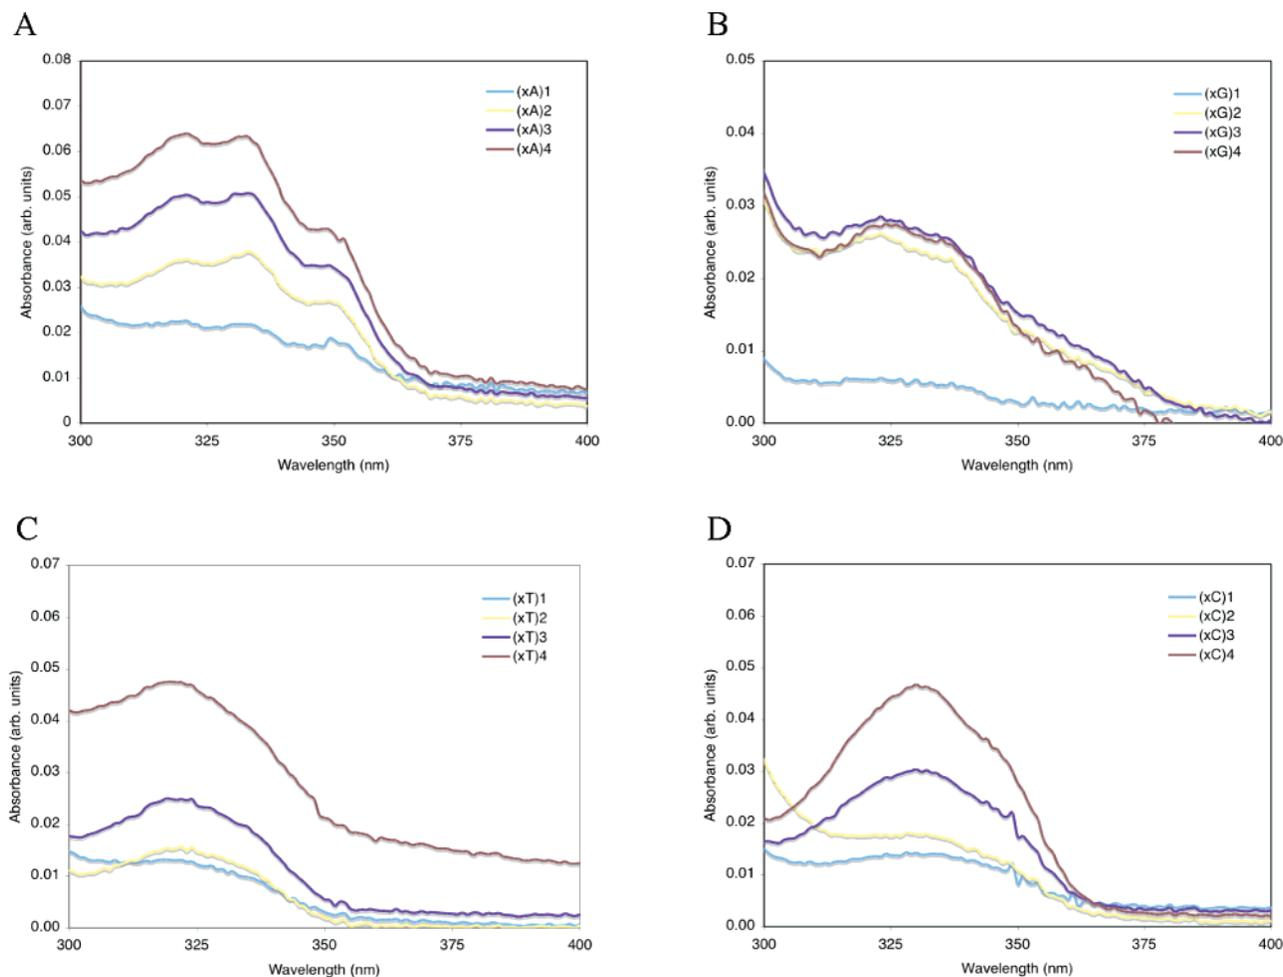 A
0.08
0.07
0.06
0.05
0.04
0.03
0.02
0.01
0
Absorbance (arb. units)
300 325 350 375 400
Wavelength (nm)
(xA)1
(xA)2
(xA)3
(xA)4
B
0.05
0.04
0.03
0.02
0.01
0.00
Absorbance (arb. units)
300 325 350 375 400
Wavelength (nm)
(xG)1
(xG)2
(xG)3
(xG)4
C
0.07
0.06
0.05
0.04
0.03
0.02
0.01
0.00
Absorbance (arb. units)
300 325 350 375 400
Wavelength (nm)
(xT)1
(xT)2
(xT)3
(xT)4
D
0.07
0.06
0.05
0.04
0.03
0.02
0.01
0.00
Absorbance (arb. units)
300 325 350 375 400
Wavelength (nm)
(xC)1
(xC)2
(xC)3
(xC)4